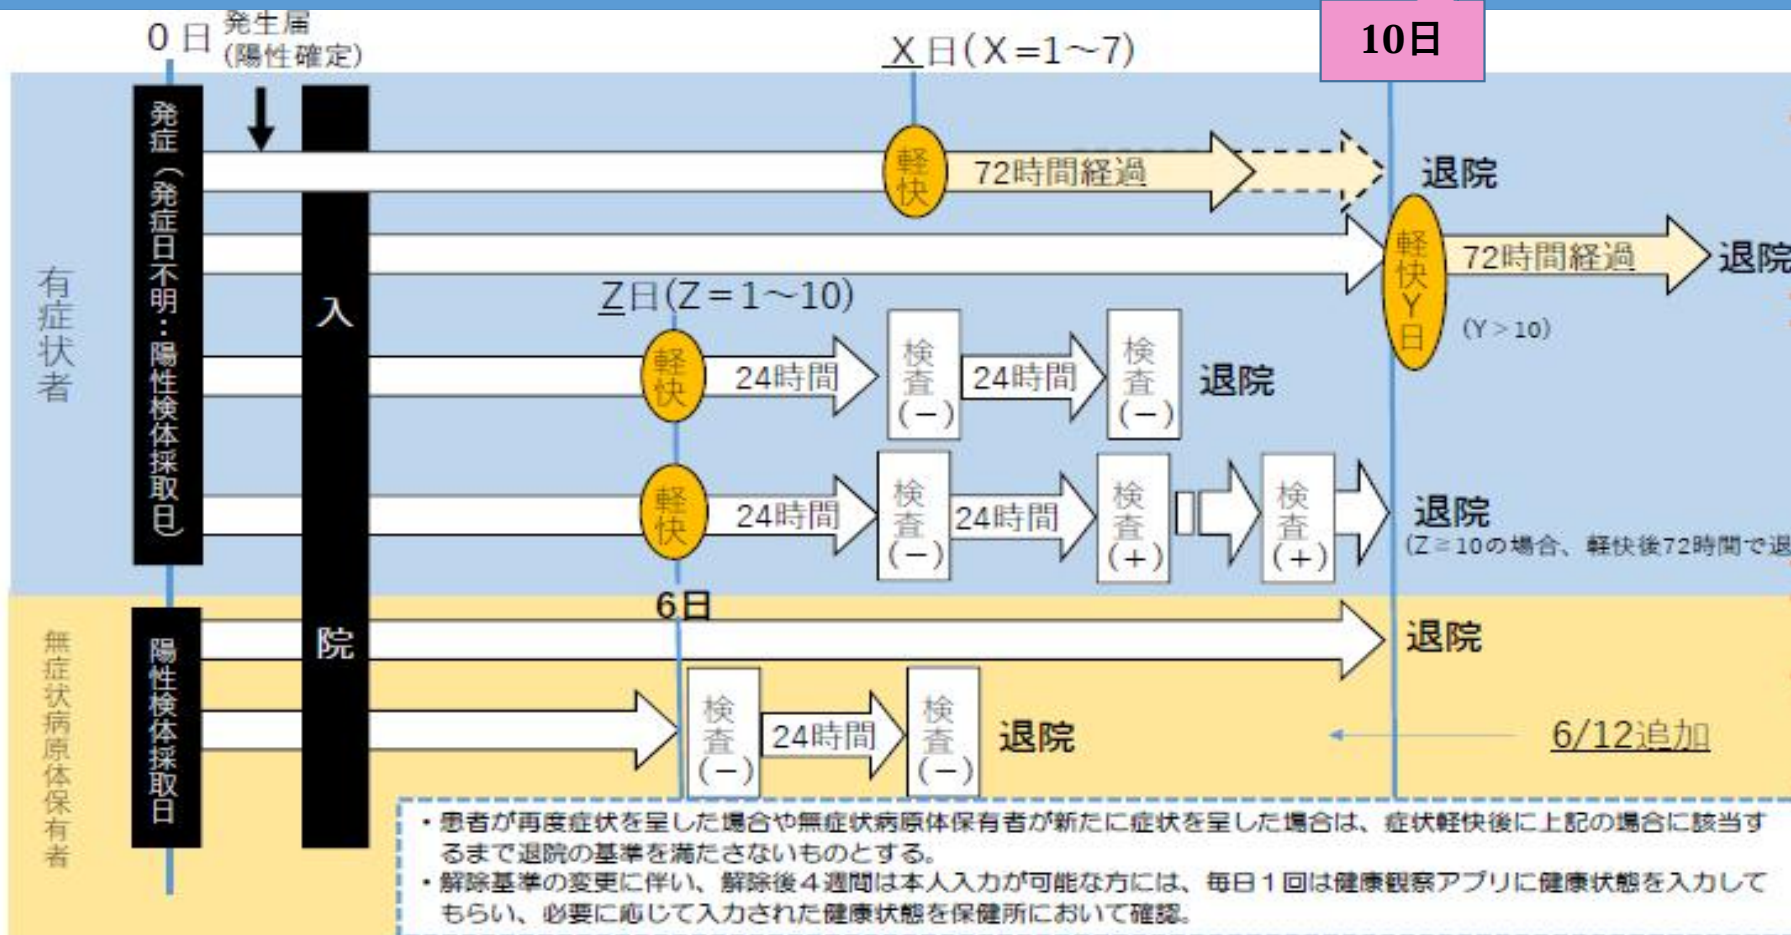 0日
発生届
(陽性確定)
X日(X=1～7)
10日
有症状者
発症（発症日不明：陽性検体採取日）
入院
軽快
72時間経過
退院
軽快Y日
72時間経過
退院
(Y>10)
Z日(Z=1～10)
軽快
24時間
検査(－)
24時間
検査(－)
退院
軽快
24時間
検査(－)
24時間
検査(+)
検査(+)
退院
(Z≧10の場合、軽快後72時間で退
6日
無症状病原体保有者
陽性検体採取日
退院
検査(－)
24時間
検査(－)
退院
6/12追加
・患者が再度症状を呈した場合や無症状病原体保有者が新たに症状を呈した場合は、症状軽快後に上記の場合に該当す
るまで退院の基準を満たさないものとする。
・解除基準の変更に伴い、解除後４週間は本人入力が可能な方には、毎日１回は健康観察アプリに健康状態を入力して
もらい、必要に応じて入力された健康状態を保健所において確認。